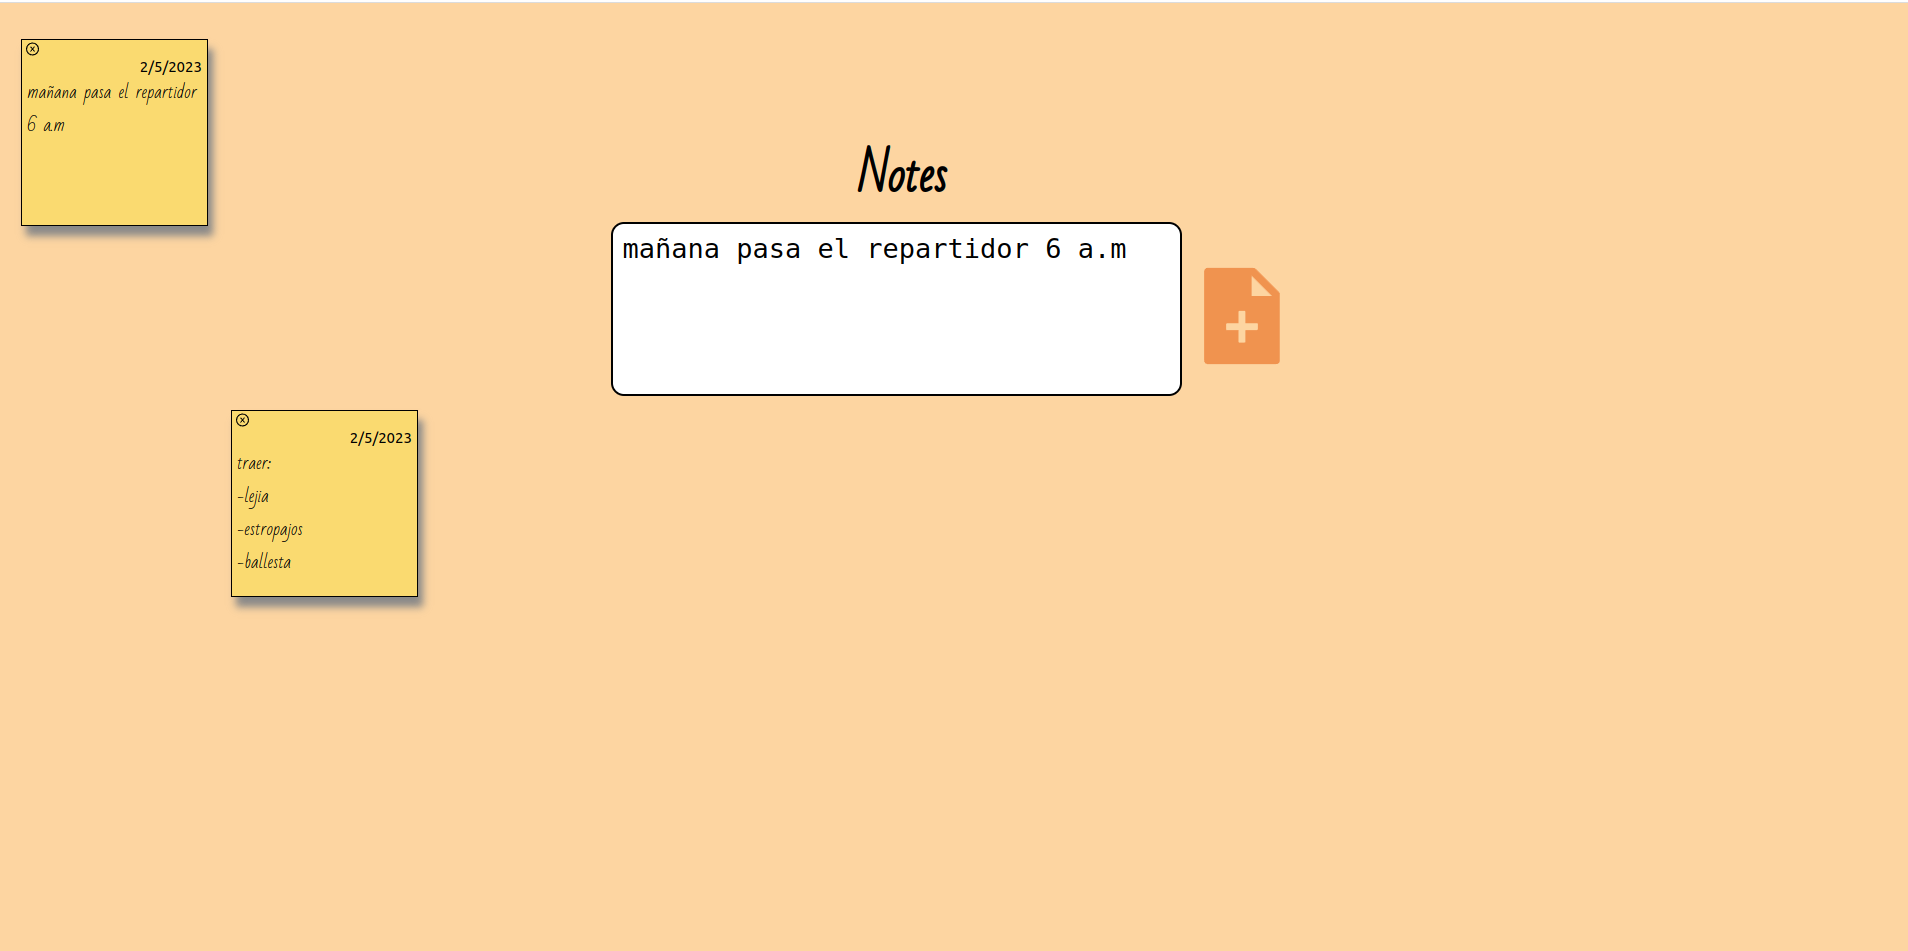 2/5/2023
mañana pasa el repartidor
6 a.m
Notes
mañana pasa el repartidor 6 a.m
2/5/2023
traer:
-lejia
-estropajos
-ballesta